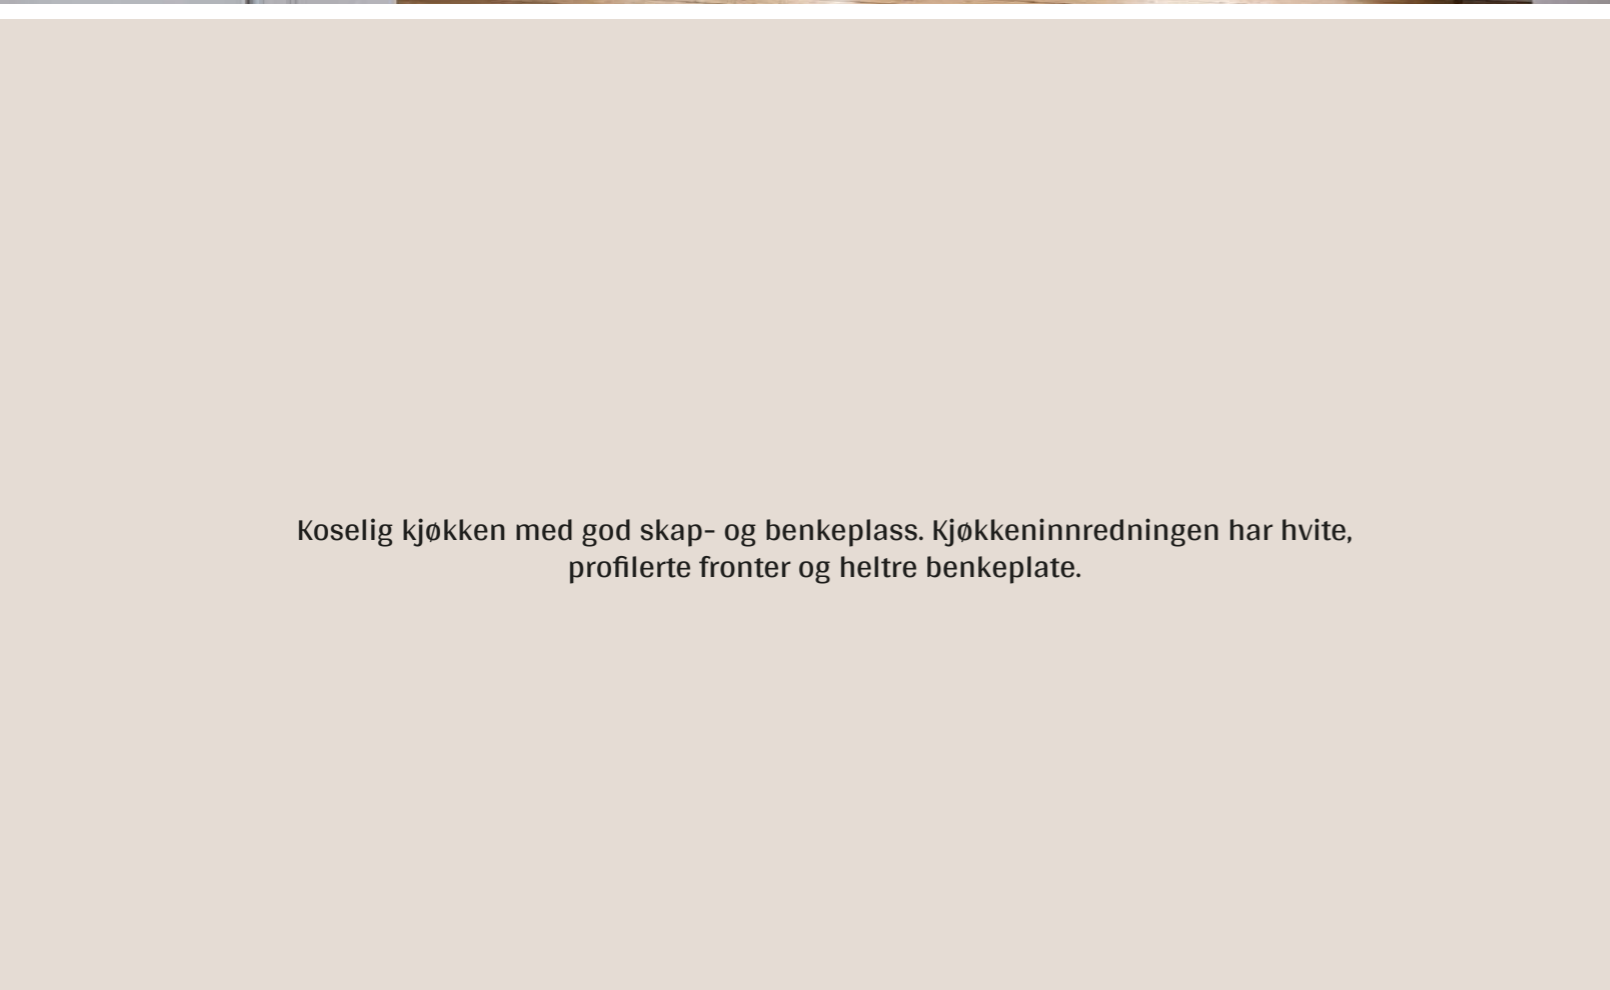 Koselig kjøkken med god skap- og benkeplass. Kjøkkeninnredningen har hvite,
profilerte fronter og heltre benkeplate.